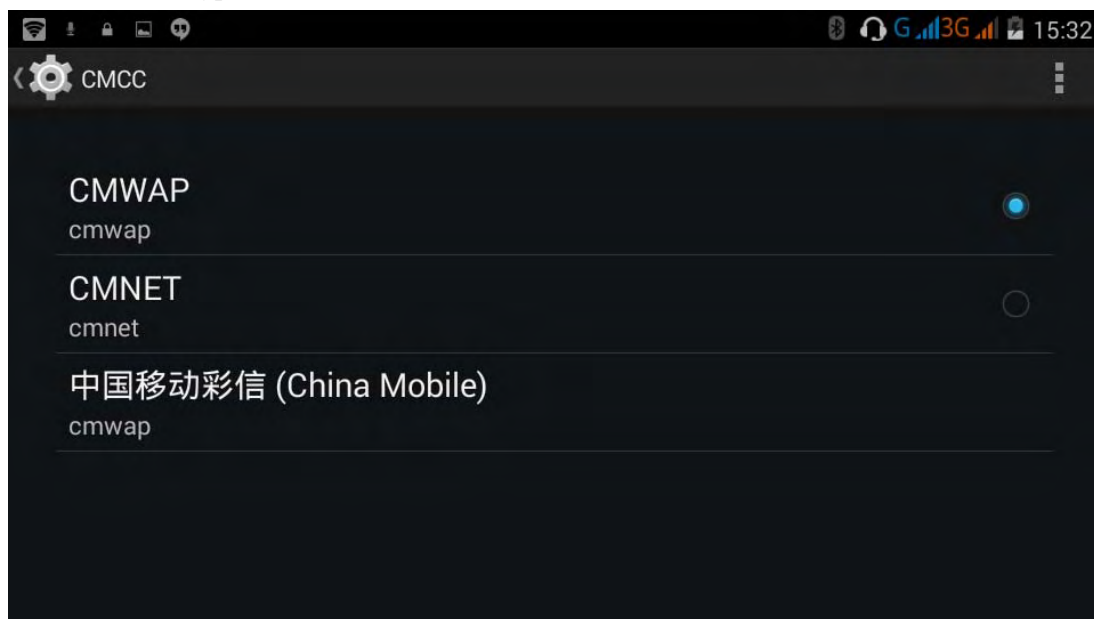 G 3G 15:32
CMCC
CMWAP
cmwap
CMNET
cmnet
中国移动彩信 (China Mobile)
cmwap